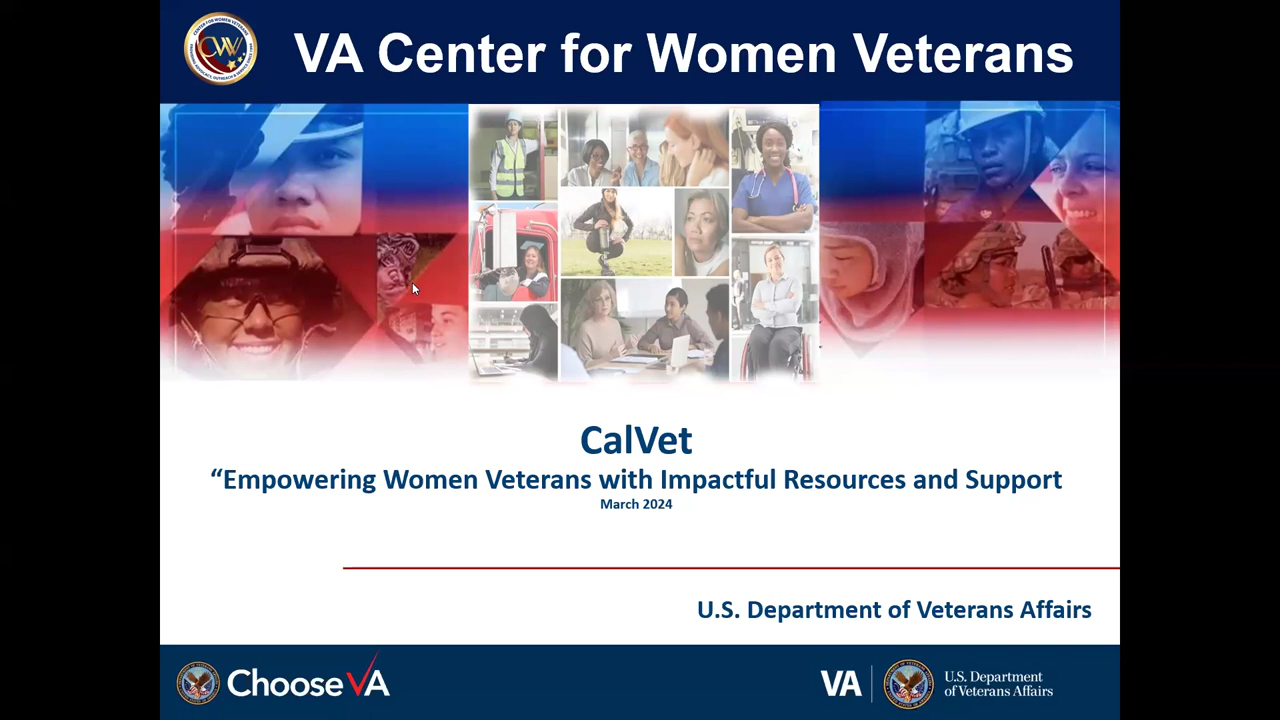 VA Center for Women Veterans
CalVet
“Empowering Women Veterans with Impactful Resources and Support
March 2024
U.S. Department of Veterans Affairs
Choose VA
VA
U.S. Department
of Veterans Affairs